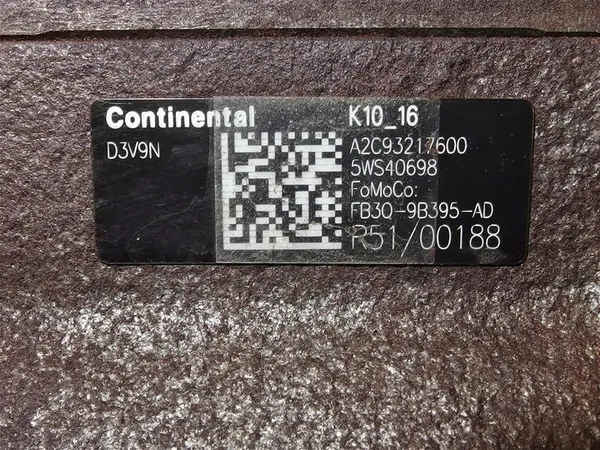 Continental K10_16
D3V9N A2C93217600
5WS40698
FoMoCo:
FB3Q-9B395-AD
R51/00188